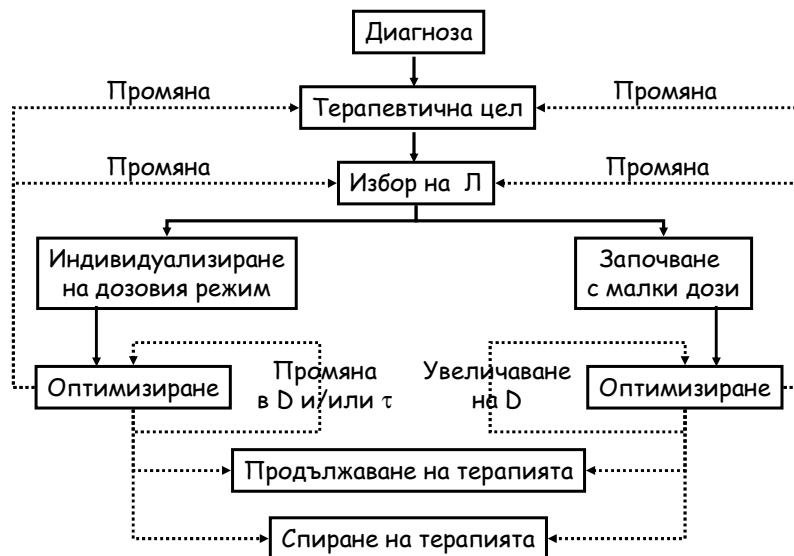 Диагноза
Промяна
Промяна
Терапевтична цел
Промяна
Промяна
Избор на Л
Индивидуализиране
на дозовия режим
Започване
с малки дози
Оптимизиране
Промяна
в D и/или τ
Увеличаване
на D
Оптимизиране
Продължаване на терапията
Спиране на терапията